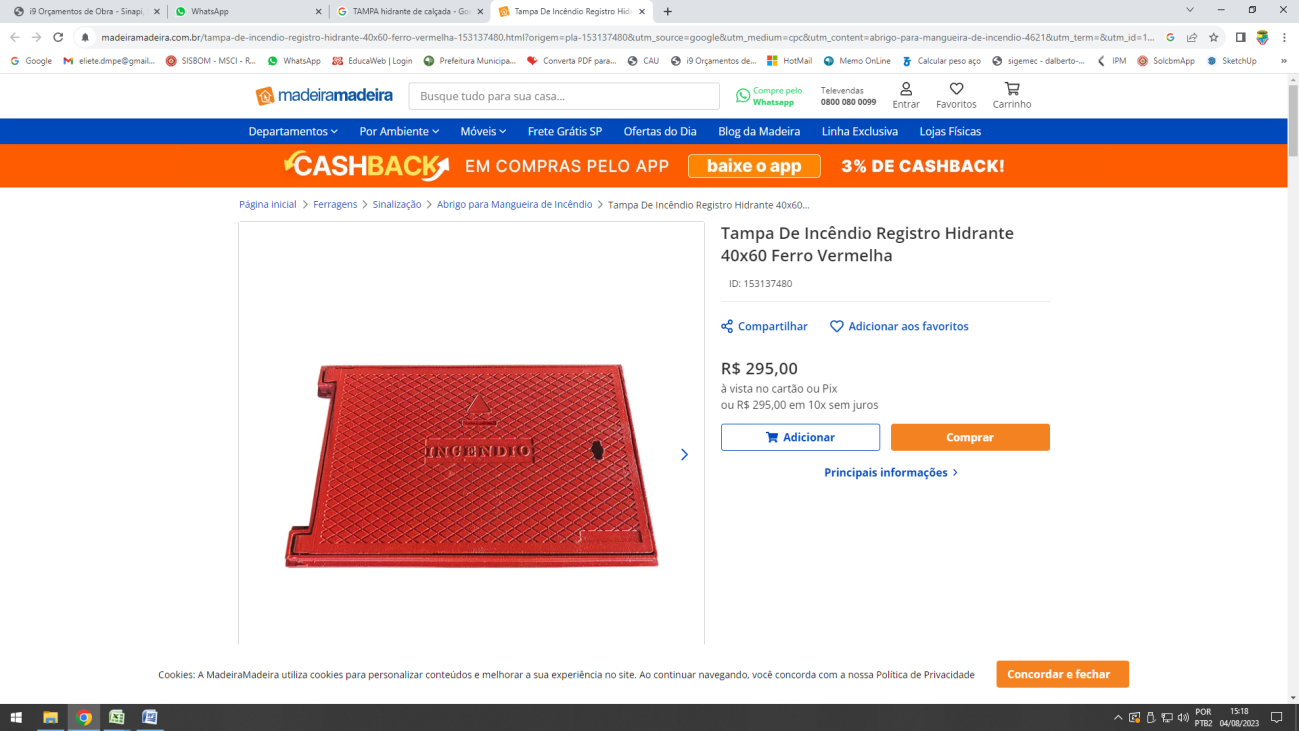 i9 Orçamentos de Obra - Sinapi,
WhatsApp
TAMPA hidrante de calçada - Goo
Tampa De Incêndio Registro Hidr
madeiramadeira.com.br/tampa-de-incendio-registro-hidrante-40x60-ferro-vermelha-153137480.html?origem=pla-153137480&utm_source=google&utm_medium=cpc&utm_content=abrigo-para-mangueira-de-incendio-4621&utm_term=&utm_id=1...
Google
eliete.dmpe@gmail...
SISBOM - MSCI - R...
WhatsApp
EducaWeb | Login
Prefeitura Municipa...
Converta PDF para...
CAU
i9 Orçamentos de...
HotMail
Memo OnLine
Calcular peso aço
sigemec - dalberto-...
IPM
SolcbmApp
SketchUp
»
madeiramadeira
Busque tudo para sua casa...
Compre pelo
Whatsapp
Televendas
0800 080 0099
Entrar
Favoritos
Carrinho
Departamentos
Por Ambiente
Móveis
Frete Grátis SP
Ofertas do Dia
Blog da Madeira
Linha Exclusiva
Lojas Físicas
CASHBACK EM COMPRAS PELO APP baixe o app 3% DE CASHBACK!
Página inicial > Ferragens > Sinalização > Abrigo para Mangueira de Incêndio > Tampa De Incêndio Registro Hidrante 40x60...
Tampa De Incêndio Registro Hidrante
40x60 Ferro Vermelha
ID: 153137480
Compartilhar
Adicionar aos favoritos
R$ 295,00
à vista no cartão ou Pix
ou R$ 295,00 em 10x sem juros
Adicionar
Comprar
Principais informações
INCENDIO
Cookies: A MadeiraMadeira utiliza cookies para personalizar conteúdos e melhorar a sua experiência no site. Ao continuar navegando, você concorda com a nossa Política de Privacidade
Concordar e fechar
POR
PTB2
15:18
04/08/2023